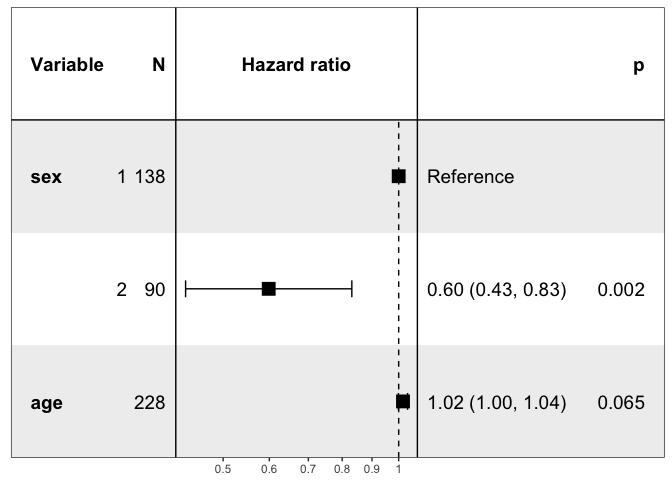 Variable N Hazard ratio p
sex 1 138 Reference
2 90 0.60 (0.43, 0.83) 0.002
age 228 1.02 (1.00, 1.04) 0.065
0.5 0.6 0.7 0.8 0.9 1